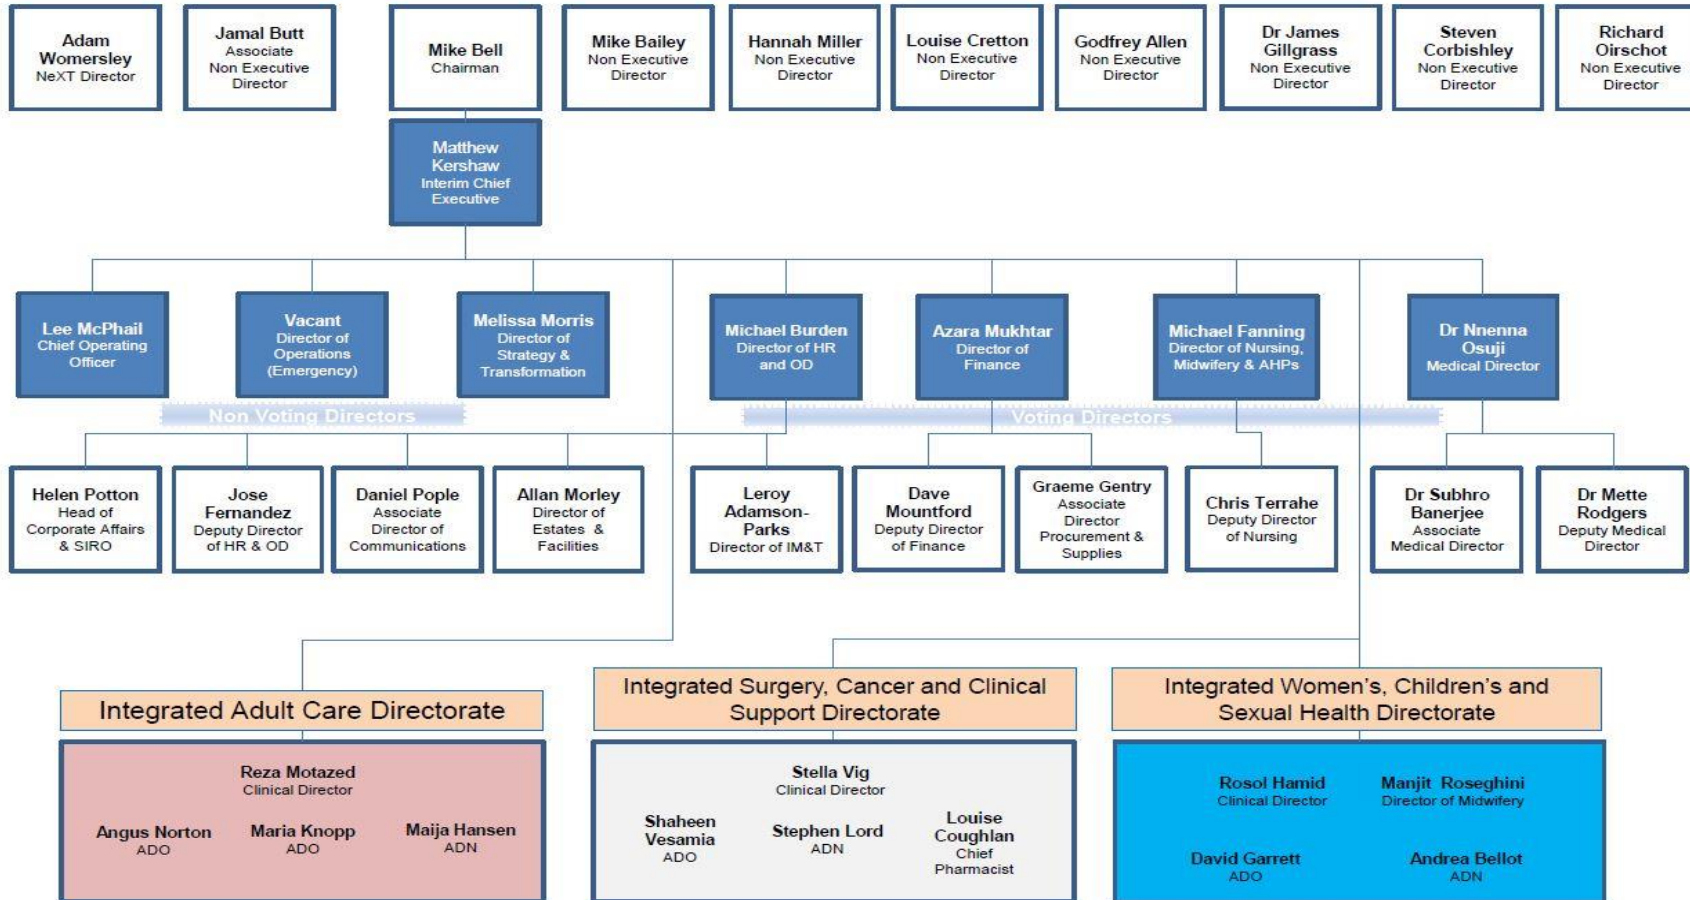 Adam
Womersley
NeXT Director
Jamal Butt
Associate
Non Executive
Director
Mike Bell
Chairman
Mike Bailey
Non Executive
Director
Hannah Miller
Non Executive
Director
Louise Cretton
Non Executive
Director
Godfrey Allen
Non Executive
Director
Dr James
Gillgrass
Non Executive
Director
Steven
Corbishley
Non Executive
Director
Richard
Oirschot
Non Executive
Director
Matthew
Kershaw
Interim Chief
Executive
Lee McPhail
Chief Operating
Officer
Vacant
Director of
Operations
(Emergency)
Melissa Morris
Director of
Strategy &
Transformation
Michael Burden
Director of HR
and OD
Azara Mukhtar
Director of
Finance
Michael Fanning
Director of Nursing,
Midwifery & AHPs
Dr Nnenna
Osuji
Medical Director
Non Voting Directors
Voting Directors
Helen Potton
Head of
Corporate Affairs
& SIRO
Jose
Fernandez
Deputy Director
of HR & OD
Daniel Pople
Associate
Director of
Communications
Allan Morley
Director of
Estates &
Facilities
Leroy
Adamson-
Parks
Director of IM&T
Dave
Mountford
Deputy Director
of Finance
Graeme Gentry
Associate
Director
Procurement &
Supplies
Chris Terrahe
Deputy Director
of Nursing
Dr Subhro
Banerjee
Associate
Medical Director
Dr Mette
Rodgers
Deputy Medical
Director
Integrated Adult Care Directorate
Reza Motazed
Clinical Director
Angus Norton
ADO
Maria Knopp
ADO
Maija Hansen
ADN
Integrated Surgery, Cancer and Clinical
Support Directorate
Stella Vig
Clinical Director
Shaheen
Vesamia
ADO
Stephen Lord
ADN
Louise
Coughlan
Chief
Pharmacist
Integrated Women's, Children's and
Sexual Health Directorate
Rosol Hamid
Clinical Director
Manjit Roseghini
Director of Midwifery
David Garrett
ADO
Andrea Bellot
ADN